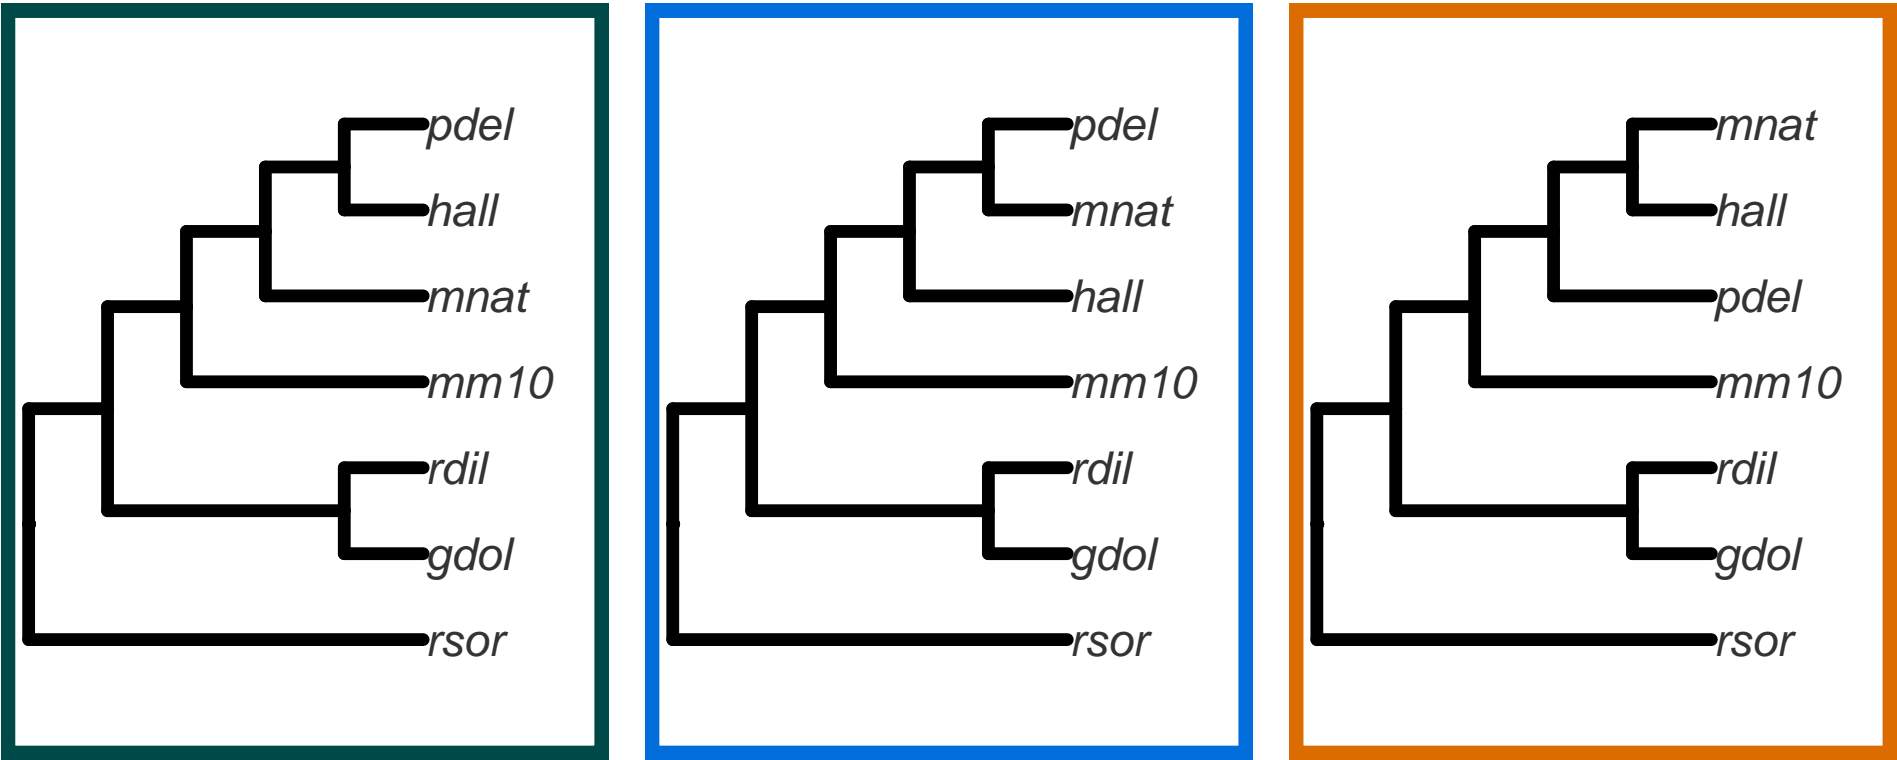 pdel
hall
mnat
mm10
rdil
gdol
rsor
pdel
mnat
hall
mm10
rdil
gdol
rsor
mnat
hall
pdel
mm10
rdil
gdol
rsor